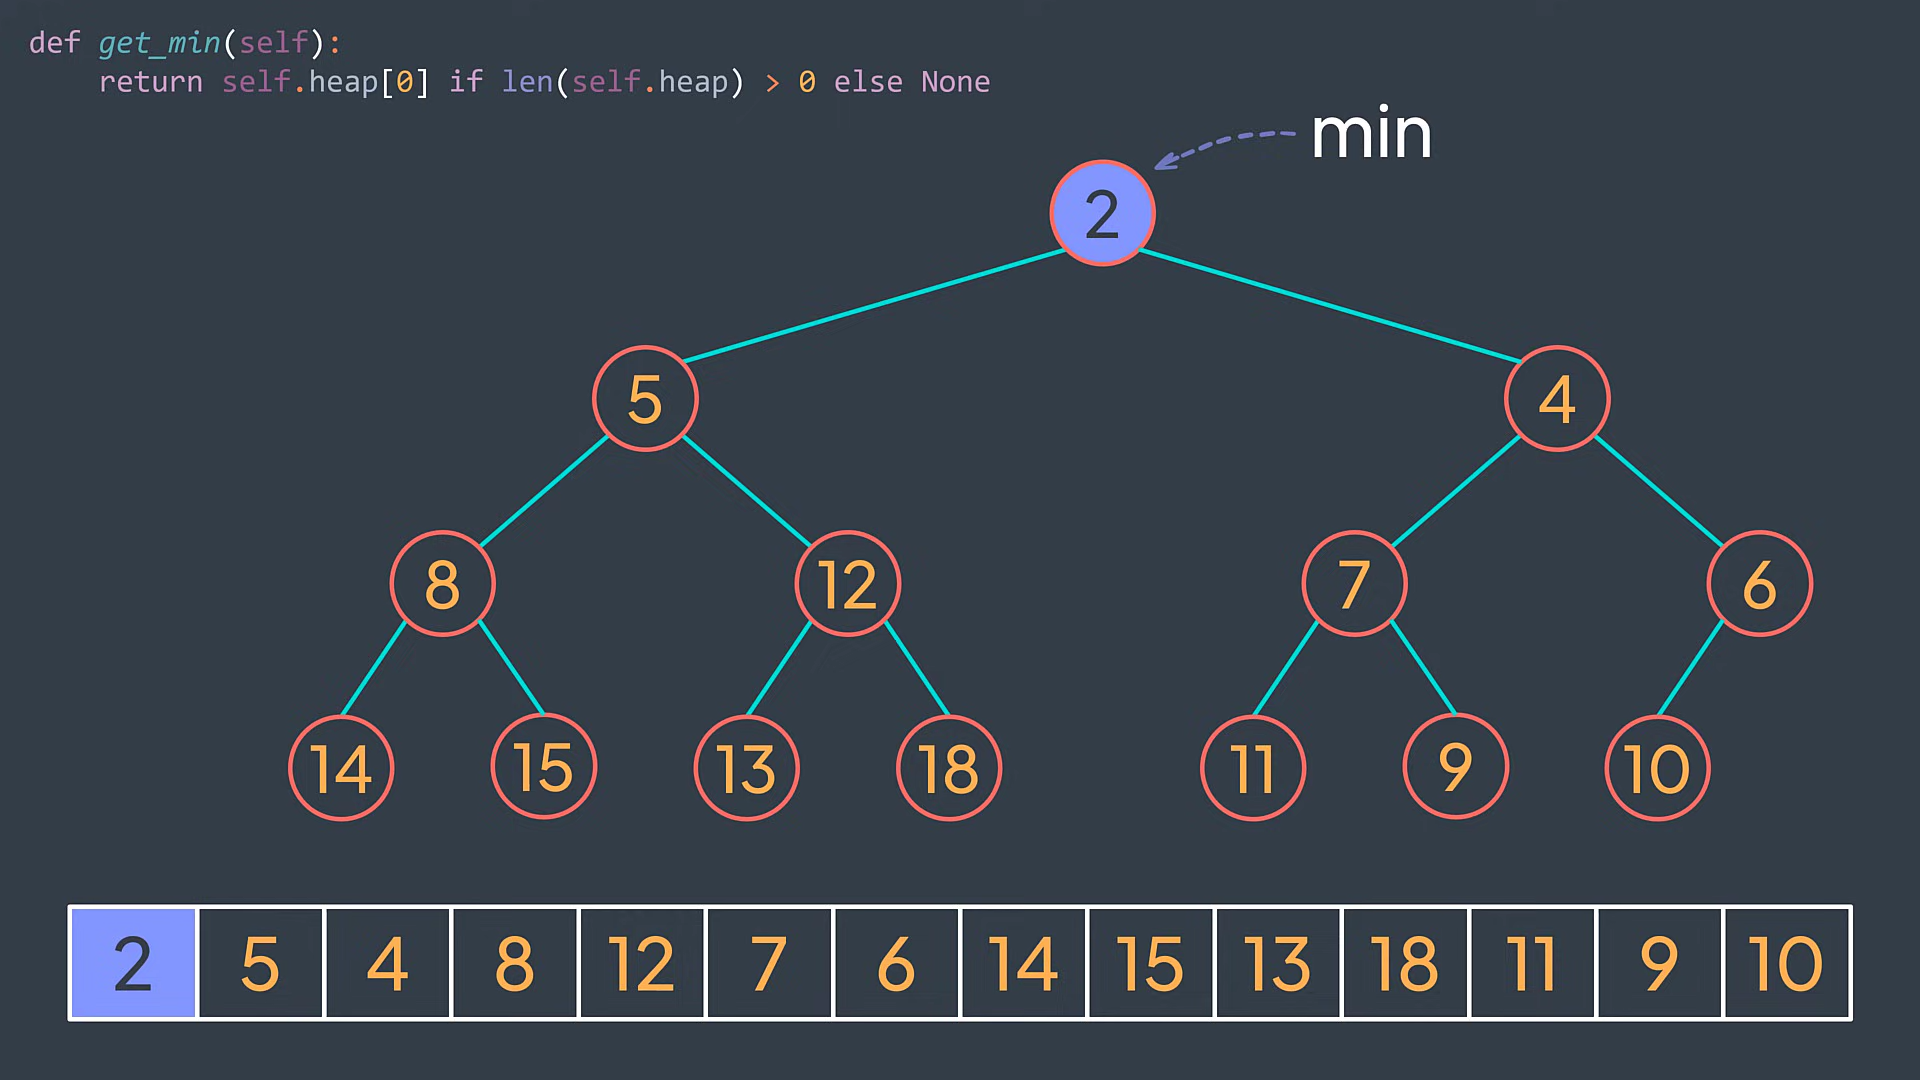 def get_min(self):
    return self.heap[0] if len(self.heap) > 0 else None
min
2
5 4
8 12 7 6
14 15 13 18 11 9 10
2 5 4 8 12 7 6 14 15 13 18 11 9 10